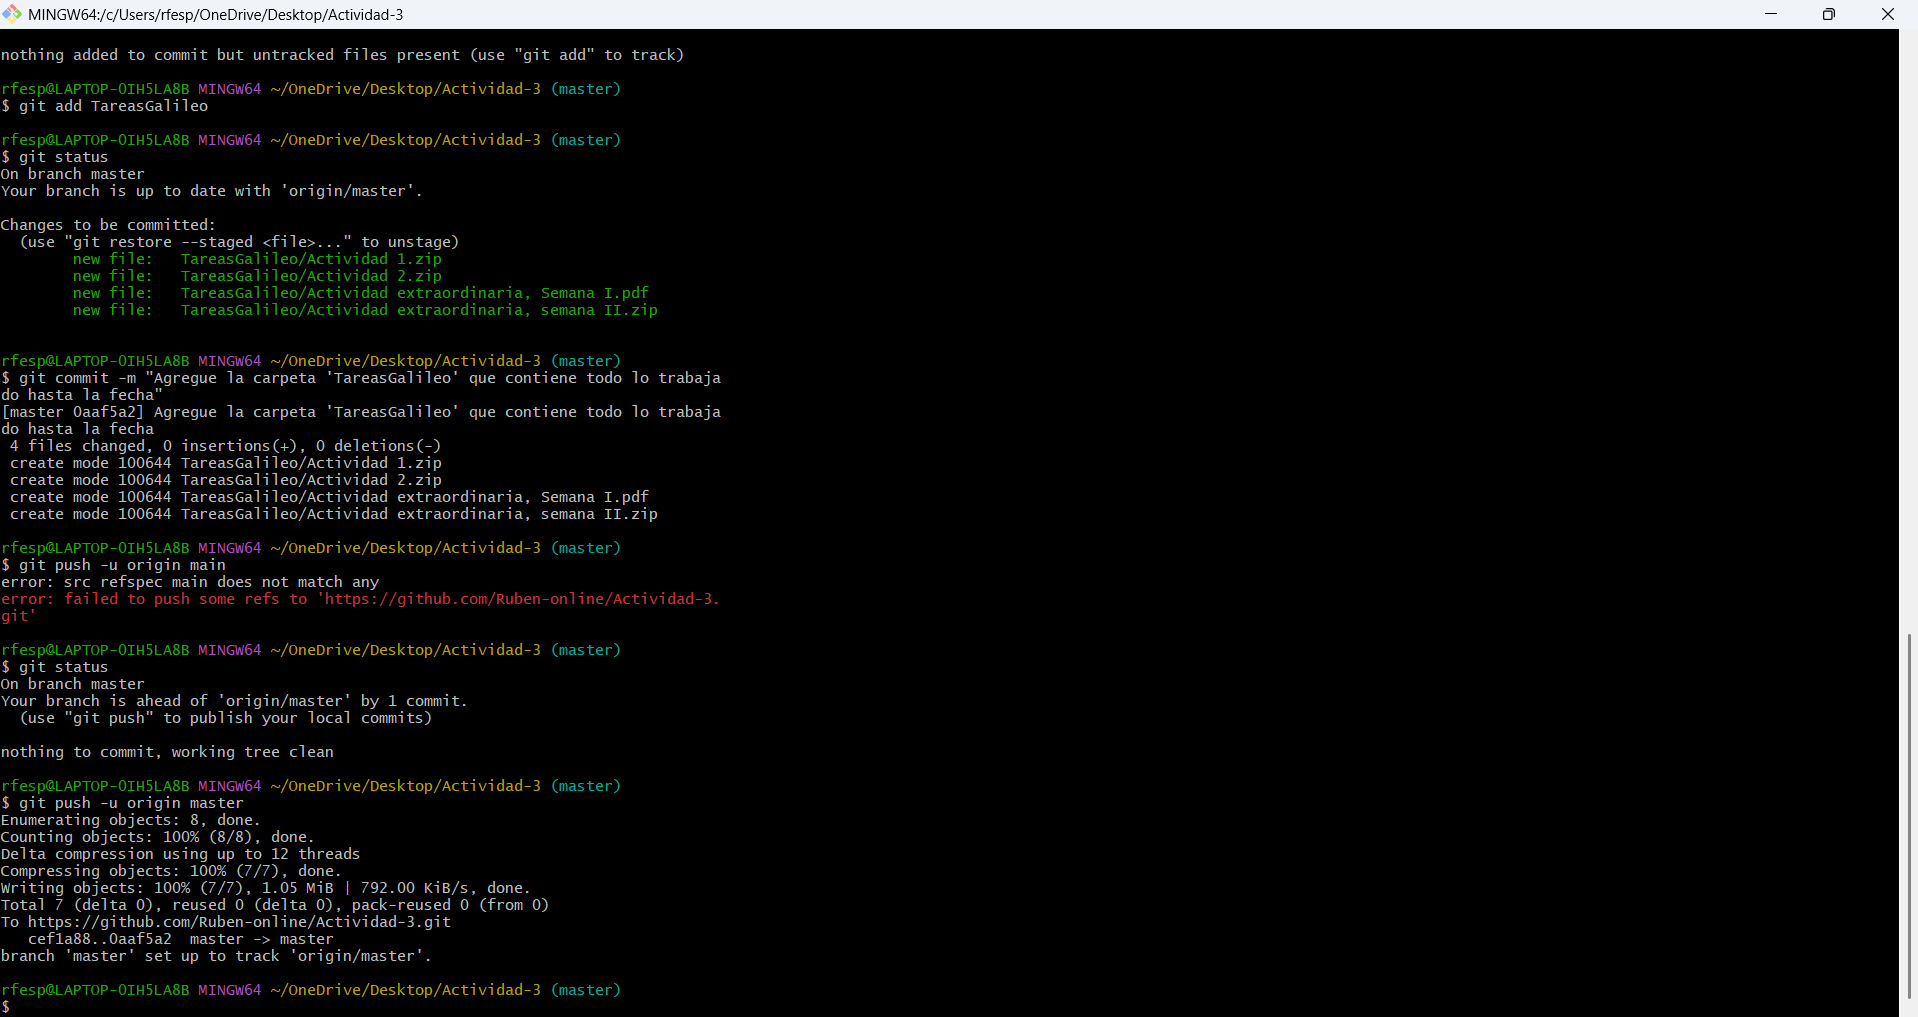 MINGW64:/c/Users/rfesp/OneDrive/Desktop/Actividad-3
nothing added to commit but untracked files present (use "git add" to track)
rfesp@LAPTOP-OIH5LA8B MINGW64 ~/OneDrive/Desktop/Actividad-3 (master)
$ git add TareasGalileo
rfesp@LAPTOP-OIH5LA8B MINGW64 ~/OneDrive/Desktop/Actividad-3 (master)
$ git status
On branch master
Your branch is up to date with 'origin/master'.
Changes to be committed:
  (use "git restore --staged <file>..." to unstage)
        new file:   TareasGalileo/Actividad 1.zip
        new file:   TareasGalileo/Actividad 2.zip
        new file:   TareasGalileo/Actividad extraordinaria, Semana I.pdf
        new file:   TareasGalileo/Actividad extraordinaria, semana II.zip
rfesp@LAPTOP-OIH5LA8B MINGW64 ~/OneDrive/Desktop/Actividad-3 (master)
$ git commit -m "Agregue la carpeta 'TareasGalileo' que contiene todo lo trabaja
do hasta la fecha"
[master 0aaf5a2] Agregue la carpeta 'TareasGalileo' que contiene todo lo trabaja
do hasta la fecha
 4 files changed, 0 insertions(+), 0 deletions(-)
 create mode 100644 TareasGalileo/Actividad 1.zip
 create mode 100644 TareasGalileo/Actividad 2.zip
 create mode 100644 TareasGalileo/Actividad extraordinaria, Semana I.pdf
 create mode 100644 TareasGalileo/Actividad extraordinaria, semana II.zip
rfesp@LAPTOP-OIH5LA8B MINGW64 ~/OneDrive/Desktop/Actividad-3 (master)
$ git push -u origin main
error: src refspec main does not match any
error: failed to push some refs to 'https://github.com/Ruben-online/Actividad-3.
git'
rfesp@LAPTOP-OIH5LA8B MINGW64 ~/OneDrive/Desktop/Actividad-3 (master)
$ git status
On branch master
Your branch is ahead of 'origin/master' by 1 commit.
  (use "git push" to publish your local commits)
nothing to commit, working tree clean
rfesp@LAPTOP-OIH5LA8B MINGW64 ~/OneDrive/Desktop/Actividad-3 (master)
$ git push -u origin master
Enumerating objects: 8, done.
Counting objects: 100% (8/8), done.
Delta compression using up to 12 threads
Compressing objects: 100% (7/7), done.
Writing objects: 100% (7/7), 1.05 MiB | 792.00 KiB/s, done.
Total 7 (delta 0), reused 0 (delta 0), pack-reused 0 (from 0)
To https://github.com/Ruben-online/Actividad-3.git
   cef1a88..0aaf5a2  master -> master
branch 'master' set up to track 'origin/master'.
rfesp@LAPTOP-OIH5LA8B MINGW64 ~/OneDrive/Desktop/Actividad-3 (master)
$